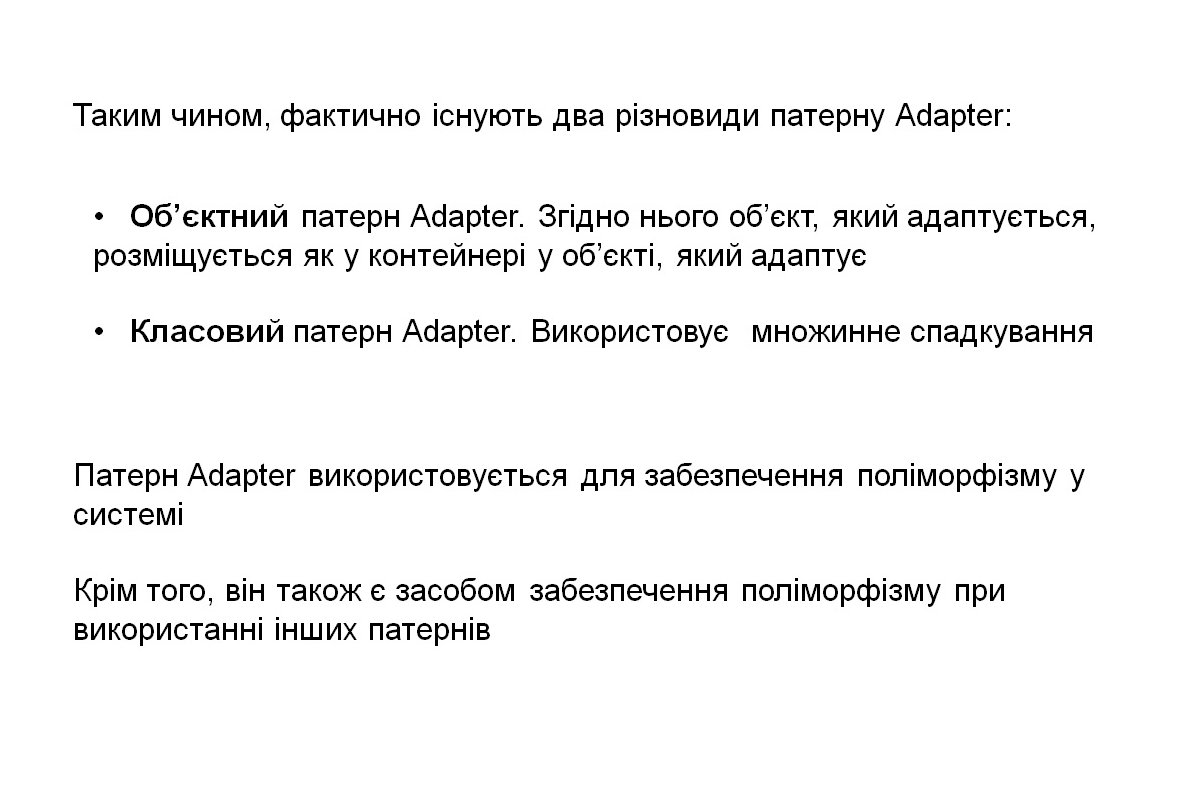 Таким чином, фактично існують два різновиди патерну Adapter:
• Об’єктний патерн Adapter. Згідно нього об’єкт, який адаптується,
розміщується як у контейнері у об’єкті, який адаптує
• Класовий патерн Adapter. Використовує множинне спадкування
Патерн Adapter використовується для забезпечення поліморфізму у
системі
Крім того, він також є засобом забезпечення поліморфізму при
використанні інших патернів